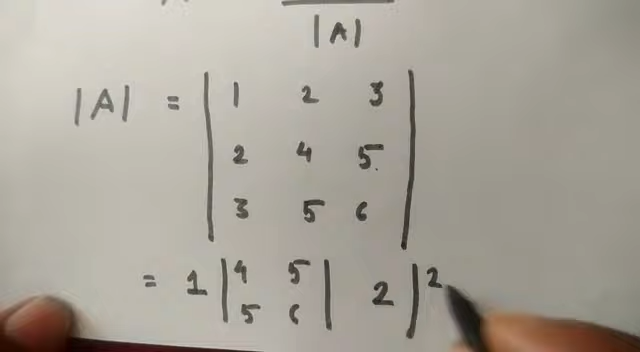 |A|
|A| = | 1 2 3 |
| 2 4 5 |
| 3 5 6 |
= 1 | 4 5 | 2 | 2
| 5 6 |